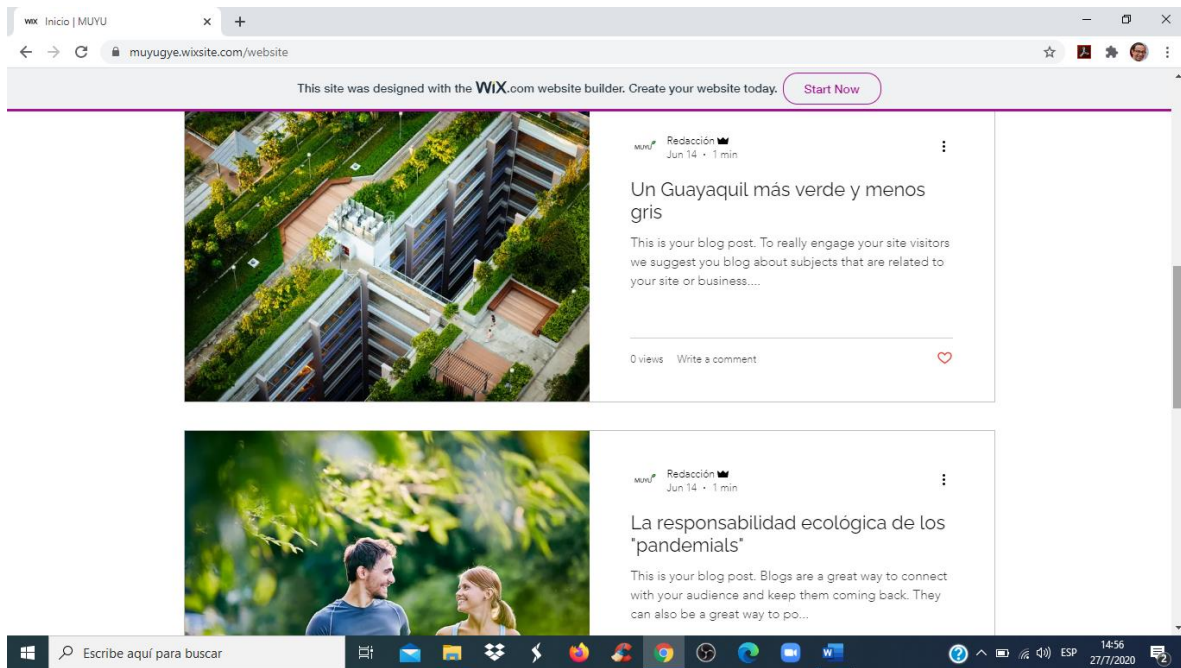 WiX Inicio | MUYU
muyugye.wixsite.com/website
This site was designed with the WiX.com website builder. Create your website today. Start Now
MUYU Redacción
Jun 14 · 1 min
Un Guayaquil más verde y menos
gris
This is your blog post. To really engage your site visitors
we suggest you blog about subjects that are related to
your site or business....
0 views Write a comment
MUYU Redacción
Jun 14 · 1 min
La responsabilidad ecológica de los
"pandemials"
This is your blog post. Blogs are a great way to connect
with your audience and keep them coming back. They
can also be a great way to po...
Escribe aquí para buscar
ESP
14:56
27/7/2020
2